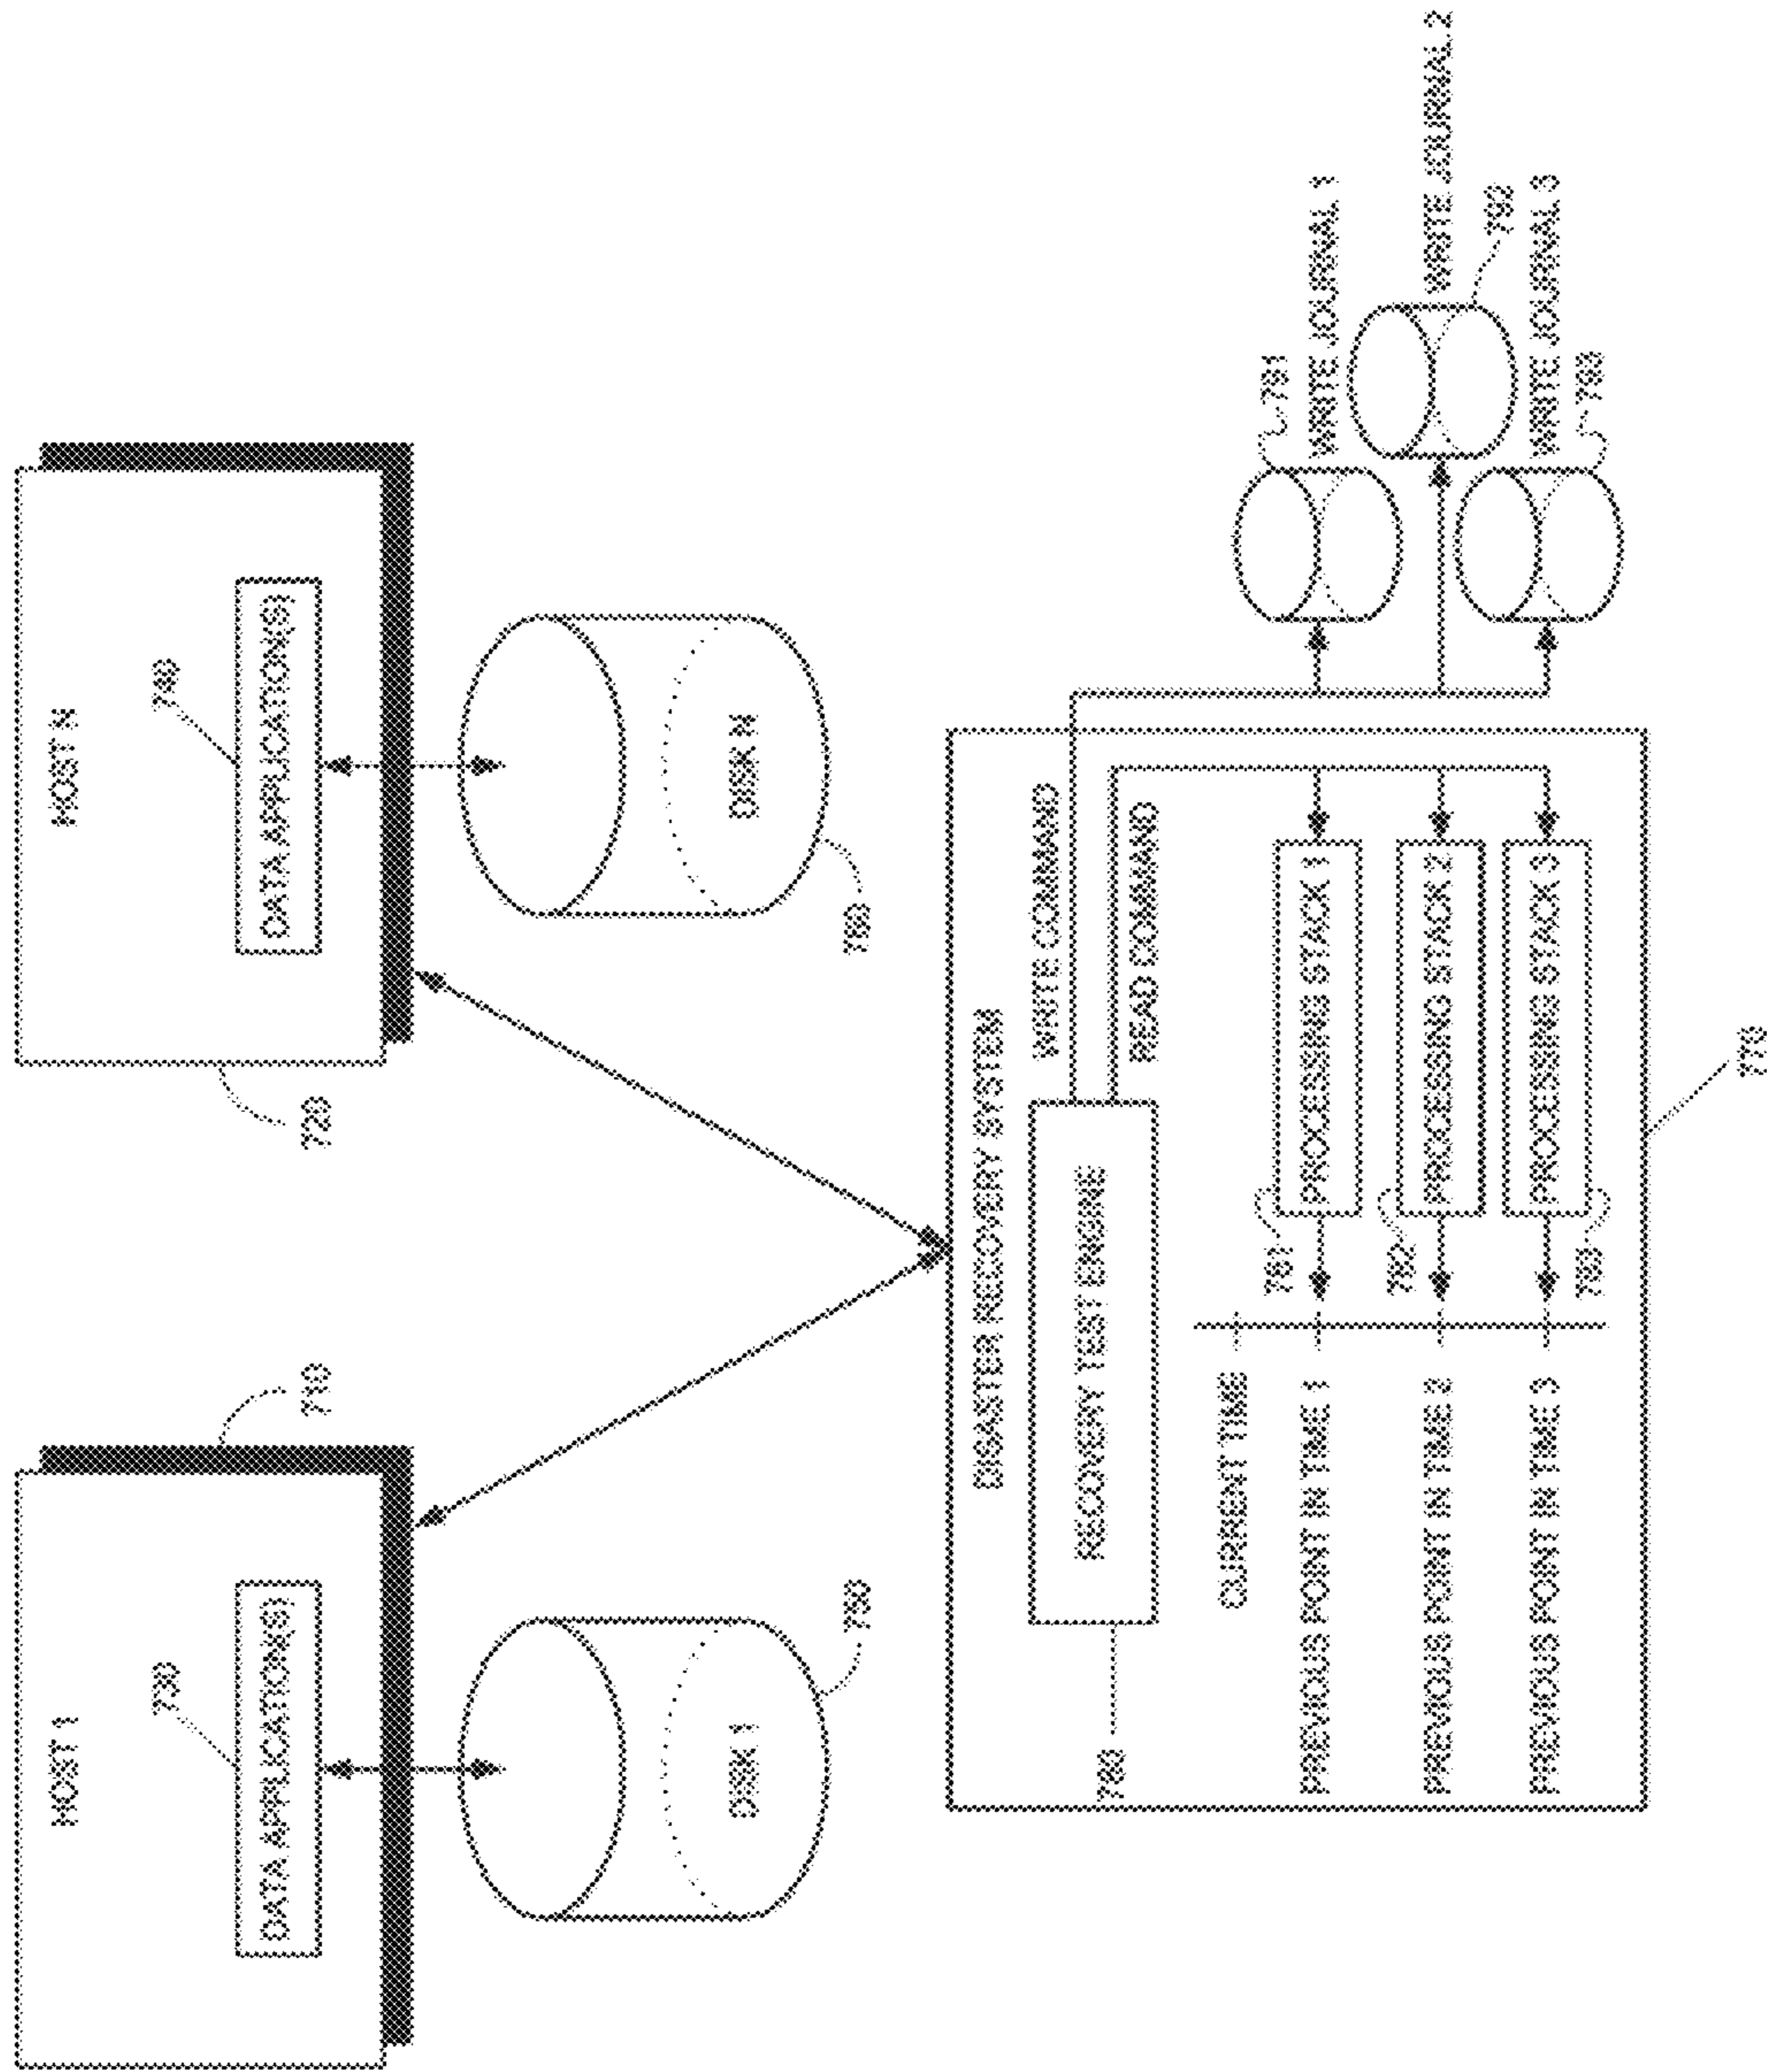 HOST 1
HOST N
730
740
DATA APPLICATION(S)
DATA APPLICATION(S)
710
720
DISK 1
DISK N
750
760
DISASTER RECOVERY SYSTEM
WRITE COMMAND
780
RECOVERY TEST ENGINE
READ COMMAND
CURRENT TIME
781
791
PREVIOUS POINT IN TIME 1
PROCESSING STACK 1
WRITE JOURNAL 1
782
PREVIOUS POINT IN TIME 2
PROCESSING STACK 2
WRITE JOURNAL 2
792
PREVIOUS POINT IN TIME 3
PROCESSING STACK 3
WRITE JOURNAL 3
783
793
770